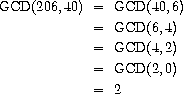 GCD(206,40) = GCD(40,6)
= GCD(6,4)
= GCD(4,2)
= GCD(2,0)
= 2